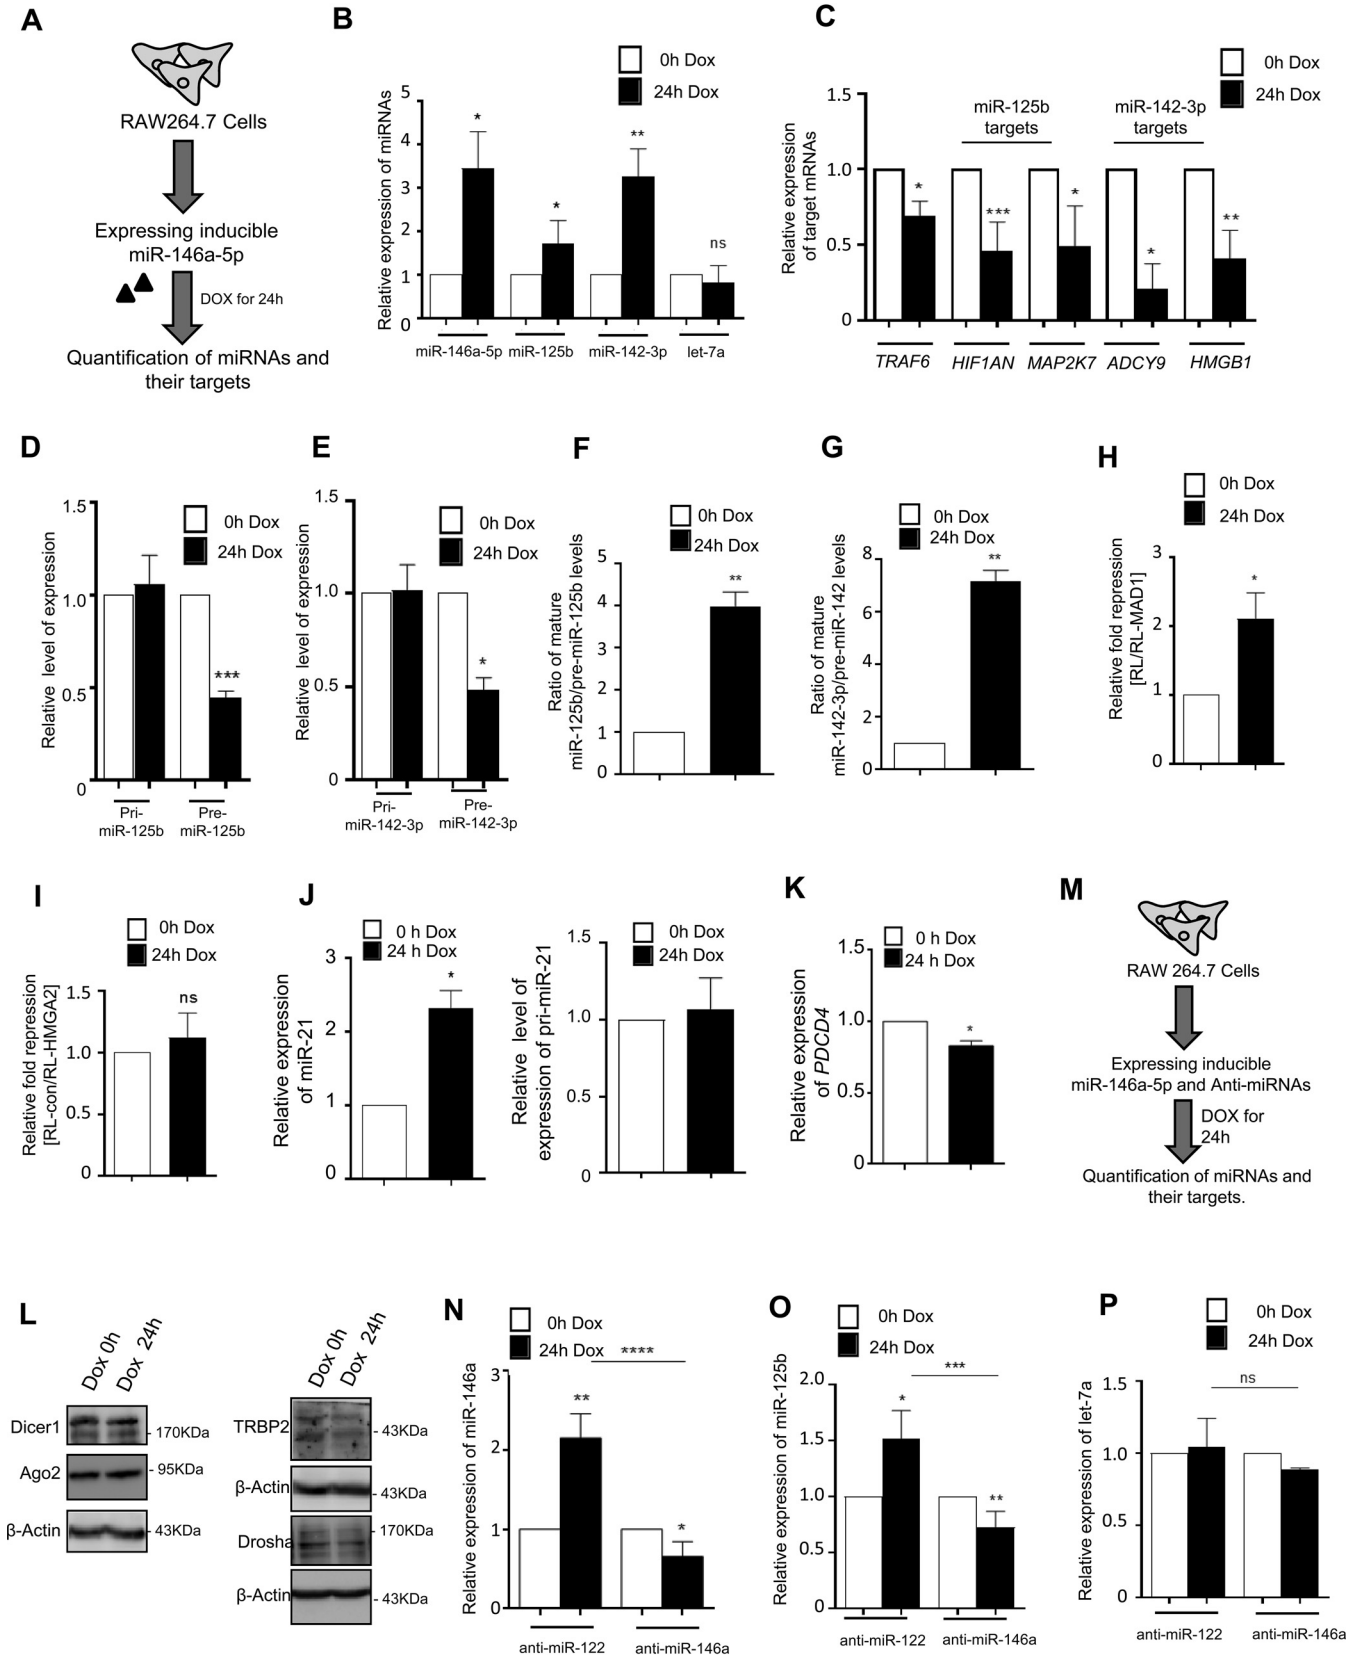 A
RAW264.7 Cells
Expressing inducible
miR-146a-5p
DOX for 24h
Quantification of miRNAs and
their targets
B
0h Dox
24h Dox
Relative expression of miRNAs
5
4
3
2
1
0
*
*
**
ns
miR-146a-5p miR-125b miR-142-3p let-7a
C
0h Dox
24h Dox
miR-125b
targets
miR-142-3p
targets
Relative expression
of target mRNAs
1.5
1.0
0.5
0
*
***
*
*
**
TRAF6 HIF1AN MAP2K7 ADCY9 HMGB1
D
0h Dox
24h Dox
Relative level of expression
1.5
1.0
0.5
0
***
Pri-
miR-125b
Pre-
miR-125b
E
0h Dox
24h Dox
Relative level of expression
1.5
1.0
0.5
0
*
Pri-
miR-142-3p
Pre-
miR-142-3p
F
0h Dox
24h Dox
Ratio of mature
miR-125b/pre-miR-125b levels
5
4
3
2
1
0
**
G
0h Dox
24h Dox
Ratio of mature
miR-142-3p/pre-miR-142 levels
8
6
4
2
0
**
H
0h Dox
24h Dox
Relative fold repression
[RL/RL-MAD1]
3
2
1
0
*
I
0h Dox
24h Dox
Relative fold repression
[RL-con/RL-HMGA2]
1.5
1.0
0.5
0
ns
J
0h Dox
24 h Dox
Relative expression
of miR-21
3
2
1
0
*
0h Dox
24h Dox
Relative level of
expression of pri-miR-21
1.5
1.0
0.5
0
K
0 h Dox
24 h Dox
Relative expression
of PDCD4
1.5
1.0
0.5
0
*
M
RAW 264.7 Cells
Expressing inducible
miR-146a-5p and Anti-miRNAs
DOX for
24h
Quantification of miRNAs and
their targets.
L
Dox 0h
Dox 24h
Dicer1
170KDa
Ago2
95KDa
β-Actin
43KDa
Dox 0h
Dox 24h
TRBP2
43KDa
β-Actin
43KDa
Drosha
170KDa
β-Actin
43KDa
N
0h Dox
24h Dox
Relative expression of miR-146a
3
2
1
0
****
**
*
anti-miR-122 anti-miR-146a
O
0h Dox
24h Dox
Relative expression of miR-125b
2.0
1.5
1.0
0.5
0
***
*
**
anti-miR-122 anti-miR-146a
P
0h Dox
24h Dox
Relative expression of let-7a
1.5
1.0
0.5
0
ns
anti-miR-122 anti-miR-146a